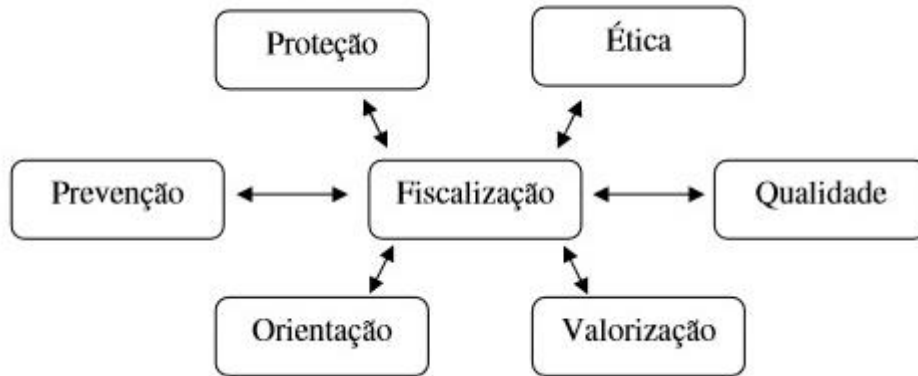 Proteção
Ética
Prevenção
Fiscalização
Qualidade
Orientação
Valorização